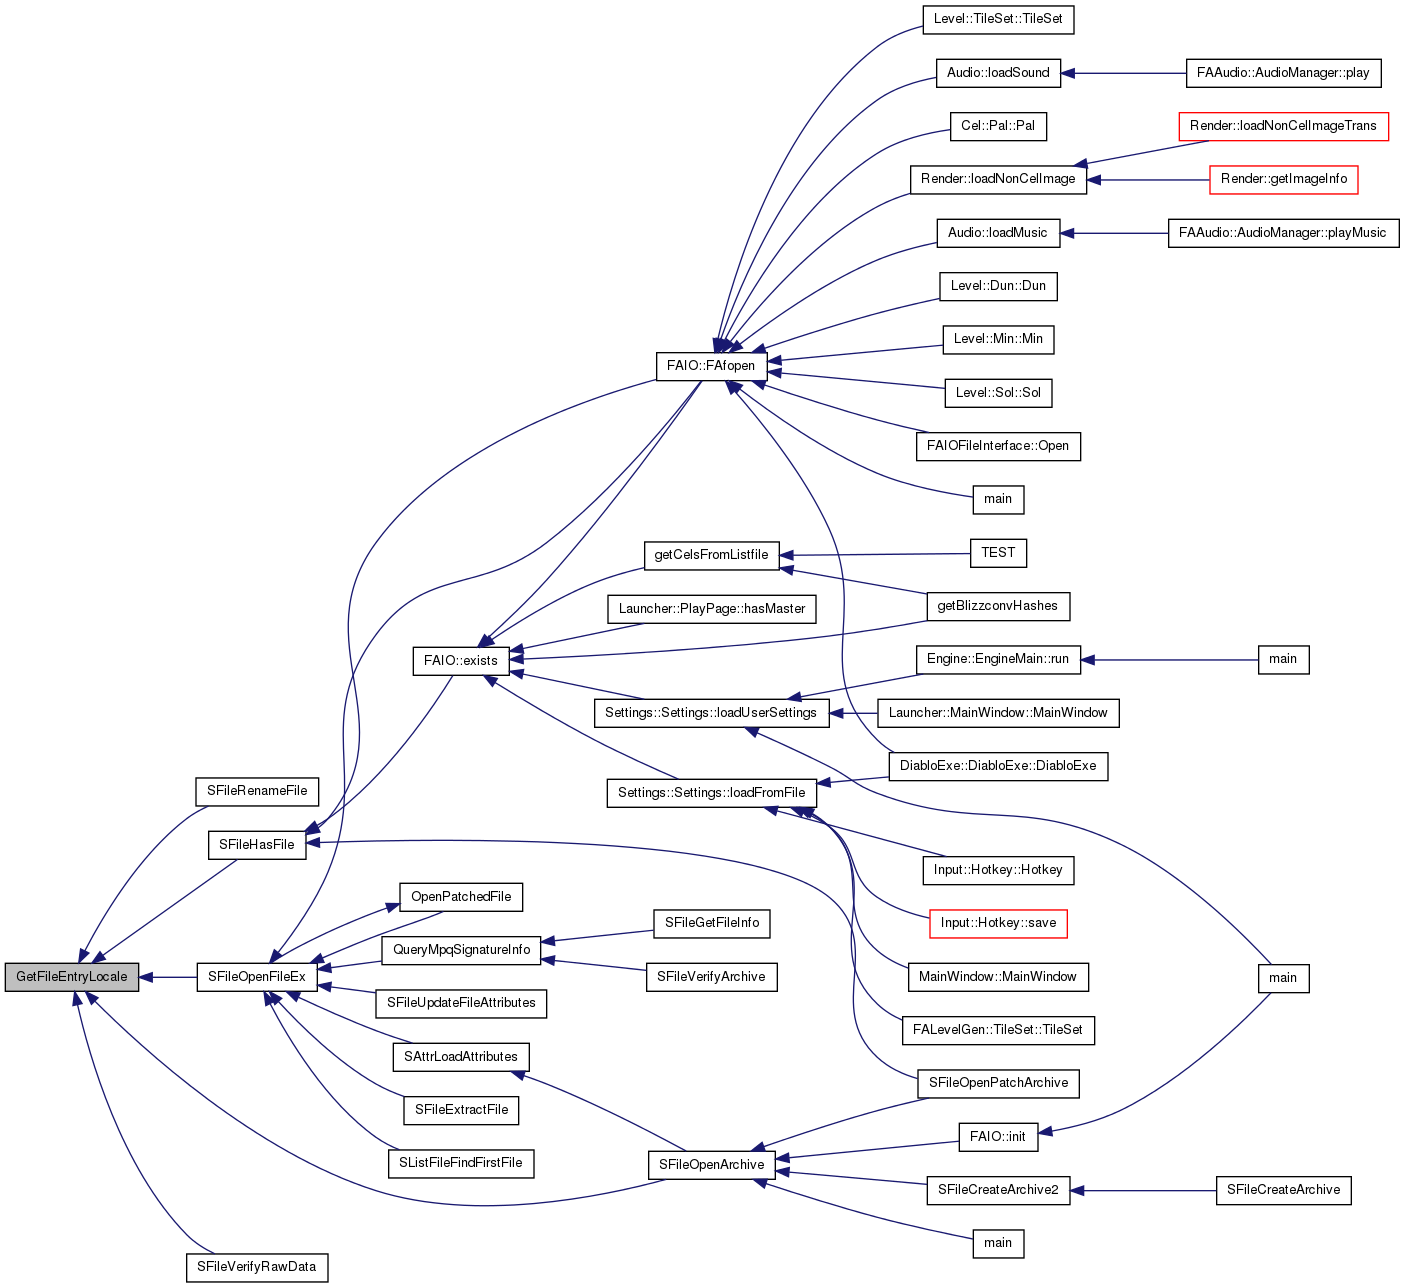 Level::TileSet::TileSet
Audio::loadSound
FAAudio::AudioManager::play
Cel::Pal::Pal
Render::loadNonCelImageTrans
Render::loadNonCelImage
Render::getImageInfo
Audio::loadMusic
FAAudio::AudioManager::playMusic
Level::Dun::Dun
Level::Min::Min
FAIO::FAfopen
Level::Sol::Sol
FAIOFileInterface::Open
main
getCelsFromListfile
TEST
Launcher::PlayPage::hasMaster
getBlizzconvHashes
FAIO::exists
Engine::EngineMain::run
main
Settings::Settings::loadUserSettings
Launcher::MainWindow::MainWindow
DiabloExe::DiabloExe::DiabloExe
SFileRenameFile
Settings::Settings::loadFromFile
SFileHasFile
Input::Hotkey::Hotkey
OpenPatchedFile
SFileGetFileInfo
Input::Hotkey::save
QueryMpqSignatureInfo
GetFileEntryLocale
SFileOpenFileEx
SFileVerifyArchive
MainWindow::MainWindow
main
SFileUpdateFileAttributes
FALevelGen::TileSet::TileSet
SAttrLoadAttributes
SFileOpenPatchArchive
SFileExtractFile
FAIO::init
SListFileFindFirstFile
SFileOpenArchive
SFileCreateArchive2
SFileCreateArchive
main
SFileVerifyRawData